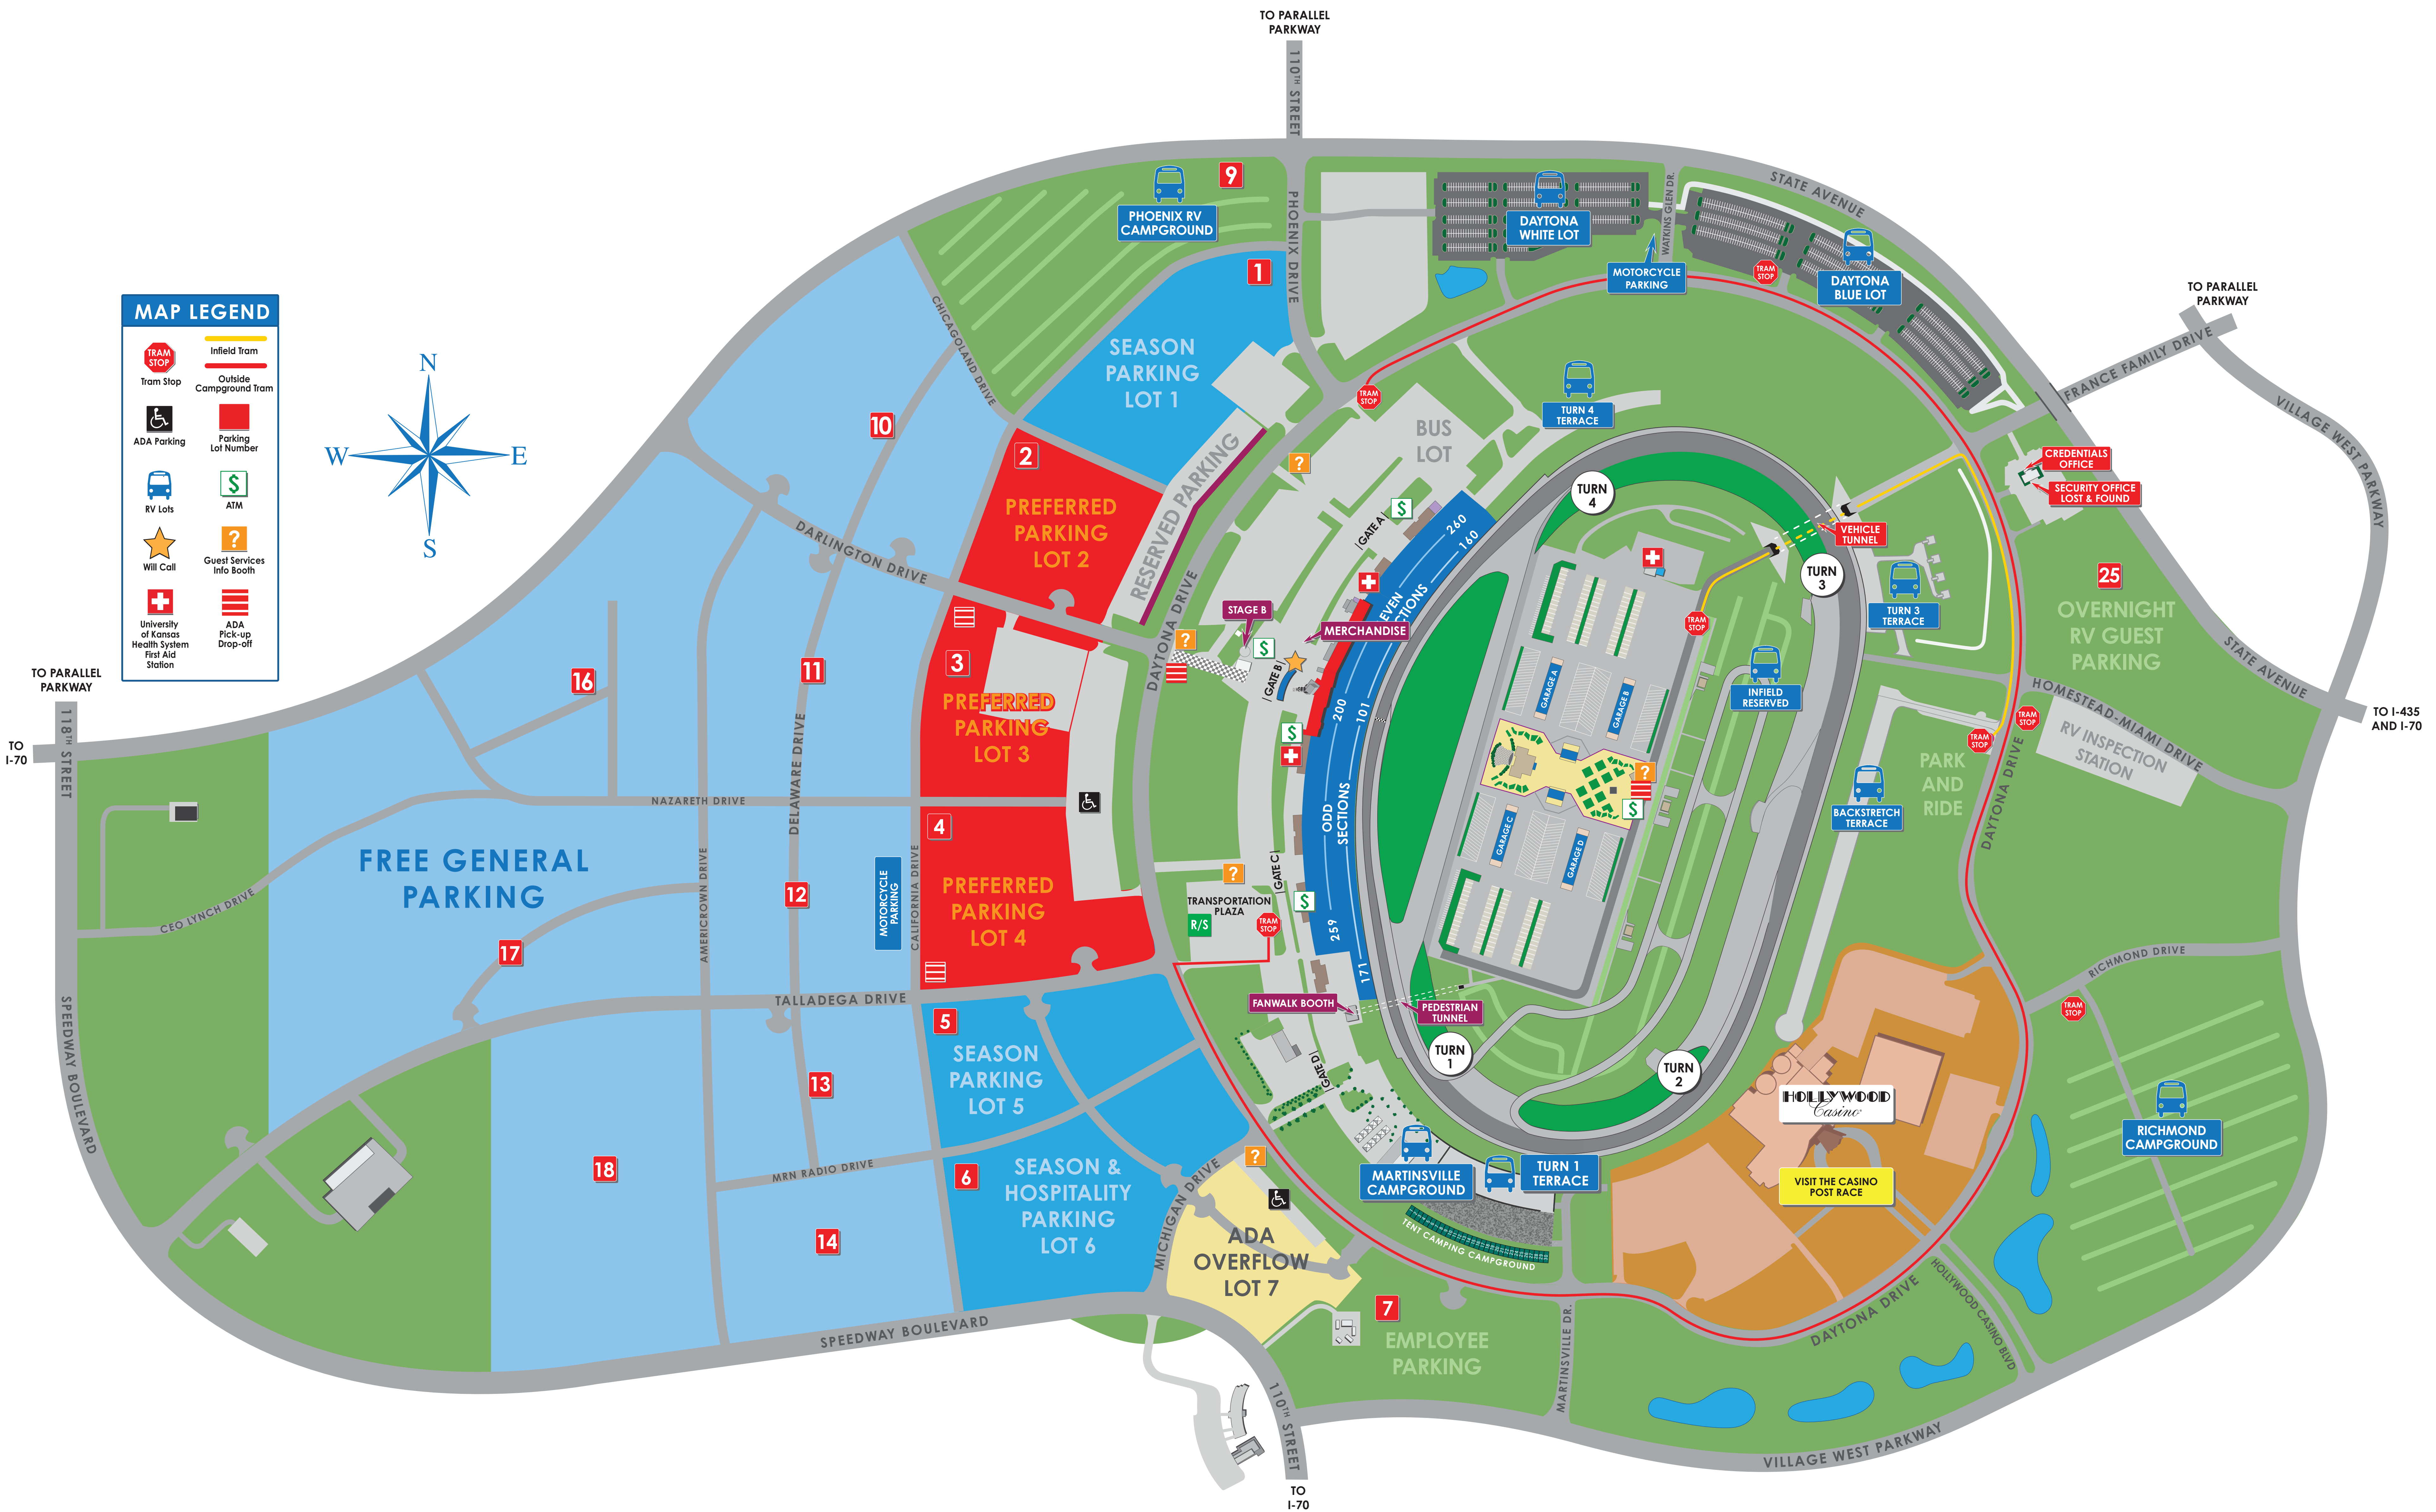 TO PARALLEL
PARKWAY
110TH STREET
9
PHOENIX RV
CAMPGROUND
PHOENIX DRIVE
DAYTONA
WHITE LOT
WATKINS GLEN DR.
STATE AVENUE
MOTORCYCLE
PARKING
TRAM
STOP
DAYTONA
BLUE LOT
TO PARALLEL
PARKWAY
FRANCE FAMILY DRIVE
VILLAGE WEST PARKWAY
1
SEASON
PARKING
LOT 1
CHICAGOLAND DRIVE
MAP LEGEND
TRAM
STOP
Tram Stop
Infield Tram
Outside
Campground Tram
ADA Parking
Parking
Lot Number
RV Lots
$
ATM
Will Call
?
Guest Services
Info Booth
University
of Kansas
Health System
First Aid
Station
ADA
Pick-up
Drop-off
N
W
E
S
10
2
PREFERRED
PARKING
LOT 2
RESERVED PARKING
TRAM
STOP
BUS
LOT
TURN 4
TERRACE
?
GATE A
$
260
160
EVEN
TURN
4
CREDENTIALS
OFFICE
SECURITY OFFICE
LOST & FOUND
VEHICLE
TUNNEL
TURN
3
TURN 3
TERRACE
25
OVERNIGHT
RV GUEST
PARKING
STATE AVENUE
DARLINGTON DRIVE
DAYTONA DRIVE
STAGE B
MERCHANDISE
?
$
GATE B
TRAM
STOP
INFIELD
RESERVED
GARAGE A
GARAGE B
HOMESTEAD-MIAMI DRIVE
TRAM
STOP
TRAM
STOP
RV INSPECTION
STATION
TO I-435
AND I-70
TO PARALLEL
PARKWAY
118TH STREET
TO
I-70
16
11
3
PREFERRED
PARKING
LOT 3
200
101
$
?
$
PARK
AND
RIDE
DAYTONA DRIVE
BACKSTRETCH
TERRACE
NAZARETH DRIVE
DELAWARE DRIVE
4
PREFERRED
PARKING
LOT 4
ODD
SECTIONS
GARAGE C
GARAGE D
FREE GENERAL
PARKING
CEO LYNCH DRIVE
AMERICROWN DRIVE
12
MOTORCYCLE
PARKING
CALIFORNIA DRIVE
?
GATE C
TRANSPORTATION
PLAZA
R/S
TRAM
STOP
$
259
171
17
TALLADEGA DRIVE
FANWALK BOOTH
PEDESTRIAN
TUNNEL
RICHMOND DRIVE
TRAM
STOP
SPEEDWAY BOULEVARD
5
SEASON
PARKING
LOT 5
GATE D
TURN
1
TURN
2
HOLLYWOOD
Casino
VISIT THE CASINO
POST RACE
RICHMOND
CAMPGROUND
13
18
MRN RADIO DRIVE
6
SEASON &
HOSPITALITY
PARKING
LOT 6
MICHIGAN DRIVE
?
MARTINSVILLE
CAMPGROUND
TURN 1
TERRACE
TENT CAMPING CAMPGROUND
14
ADA
OVERFLOW
LOT 7
7
EMPLOYEE
PARKING
MARTINSVILLE DR.
DAYTONA DRIVE
HOLLYWOOD CASINO BLVD
SPEEDWAY BOULEVARD
110TH STREET
VILLAGE WEST PARKWAY
TO
I-70